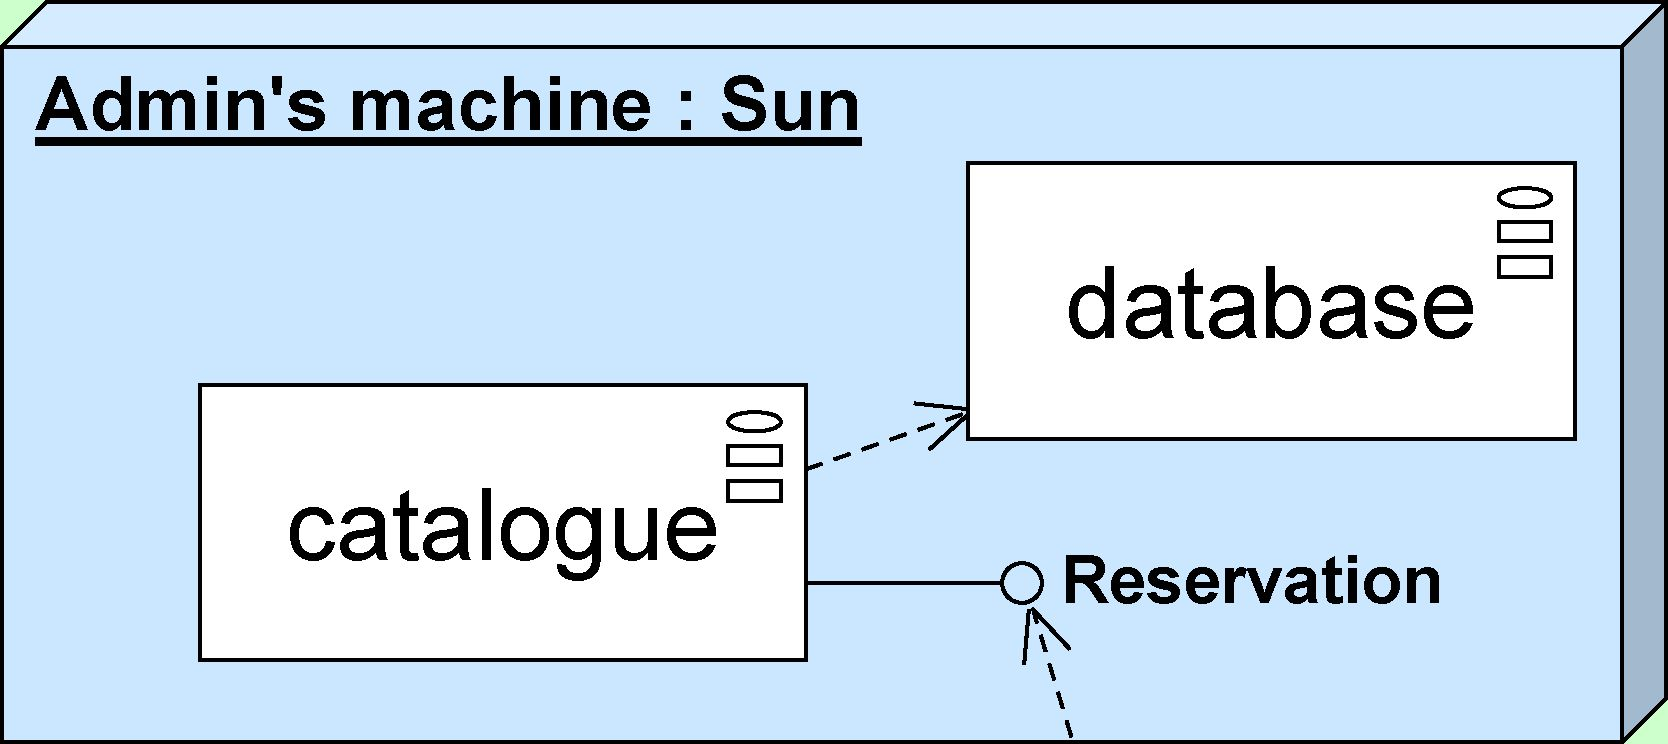 Admin's machine : Sun
database
catalogue
Reservation